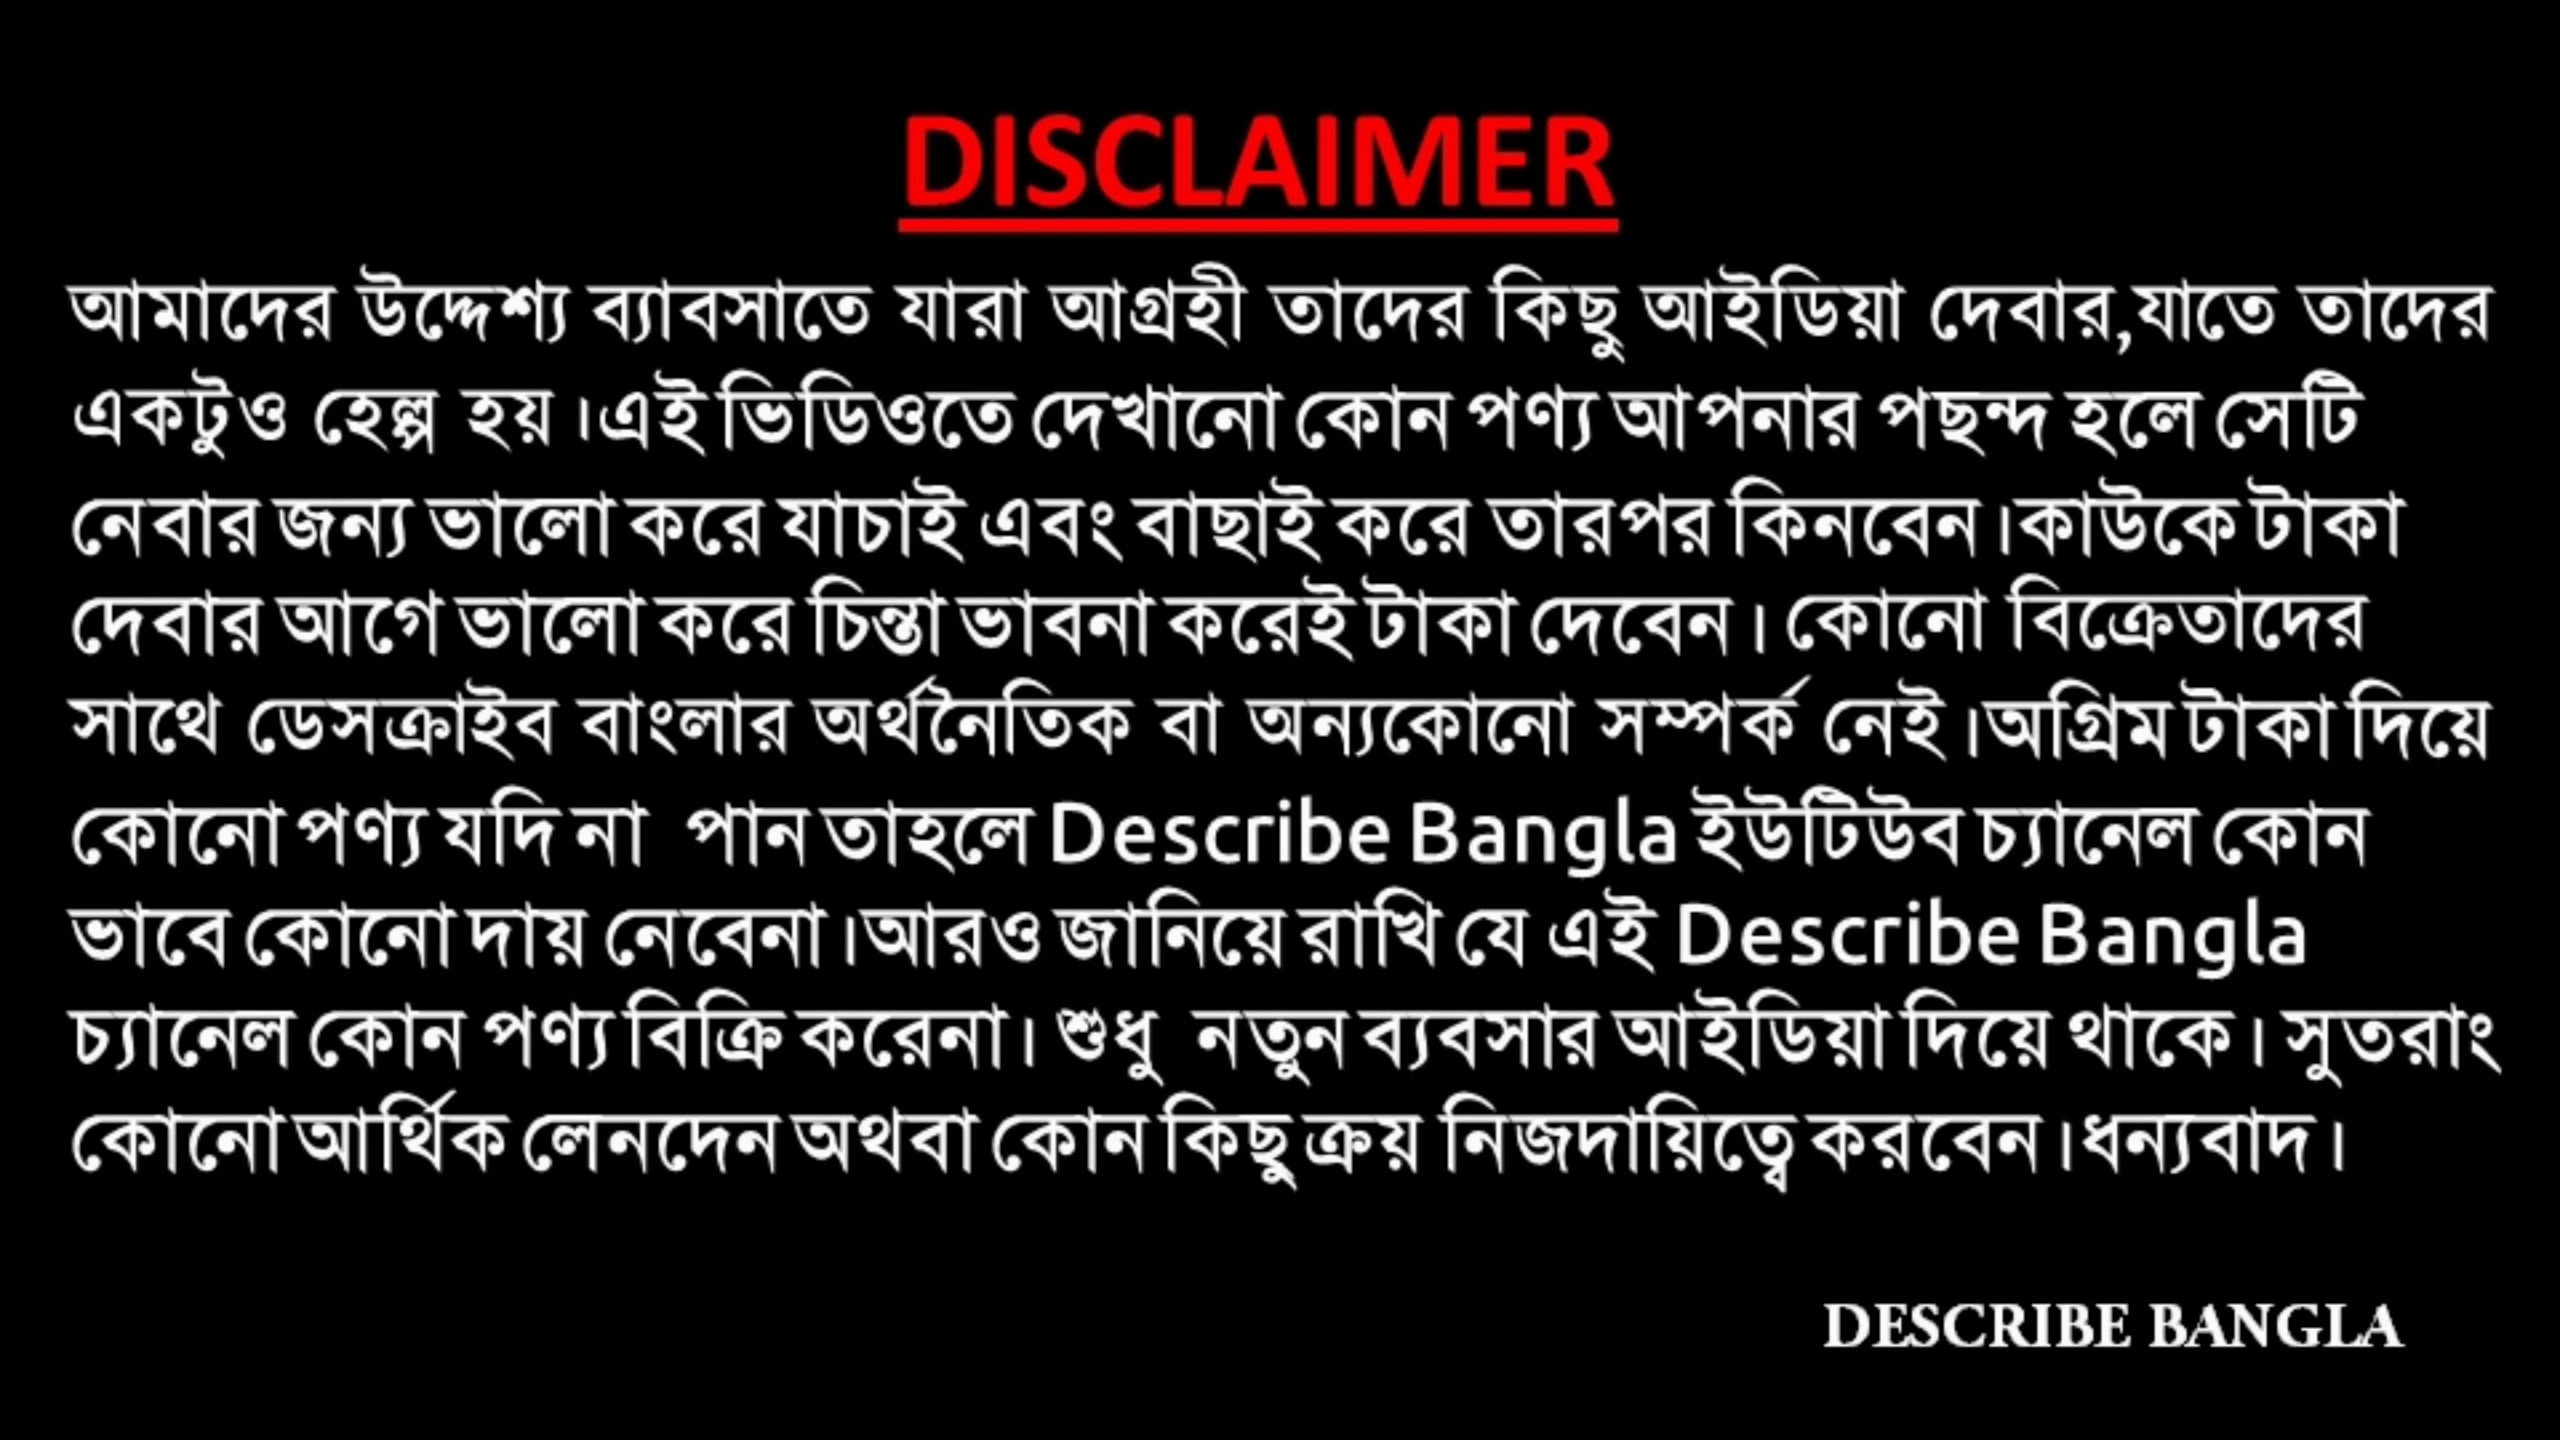 DISCLAIMER
আমাদের উদ্দেশ্য ব্যাবসাতে যারা আগ্রহী তাদের কিছু আইডিয়া দেবার,যাতে তাদের
একটুও হেল্প হয়।এই ভিডিওতে দেখানো কোন পণ্য আপনার পছন্দ হলে সেটি
নেবার জন্য ভালো করে যাচাই এবং বাছাই করে তারপর কিনবেন।কাউকে টাকা
দেবার আগে ভালো করে চিন্তা ভাবনা করেই টাকা দেবেন। কোনো বিক্রেতাদের
সাথে ডেসক্রাইব বাংলার অর্থনৈতিক বা অন্যকোনো সম্পর্ক নেই।অগ্রিম টাকা দিয়ে
কোনো পণ্য যদি না পান তাহলে Describe Bangla ইউটিউব চ্যানেল কোন
ভাবে কোনো দায় নেবেনা।আরও জানিয়ে রাখি যে এই Describe Bangla
চ্যানেল কোন পণ্য বিক্রি করেনা। শুধু নতুন ব্যবসার আইডিয়া দিয়ে থাকে। সুতরাং
কোনো আর্থিক লেনদেন অথবা কোন কিছু ক্রয় নিজদায়িত্বে করবেন।ধন্যবাদ।
DESCRIBE BANGLA